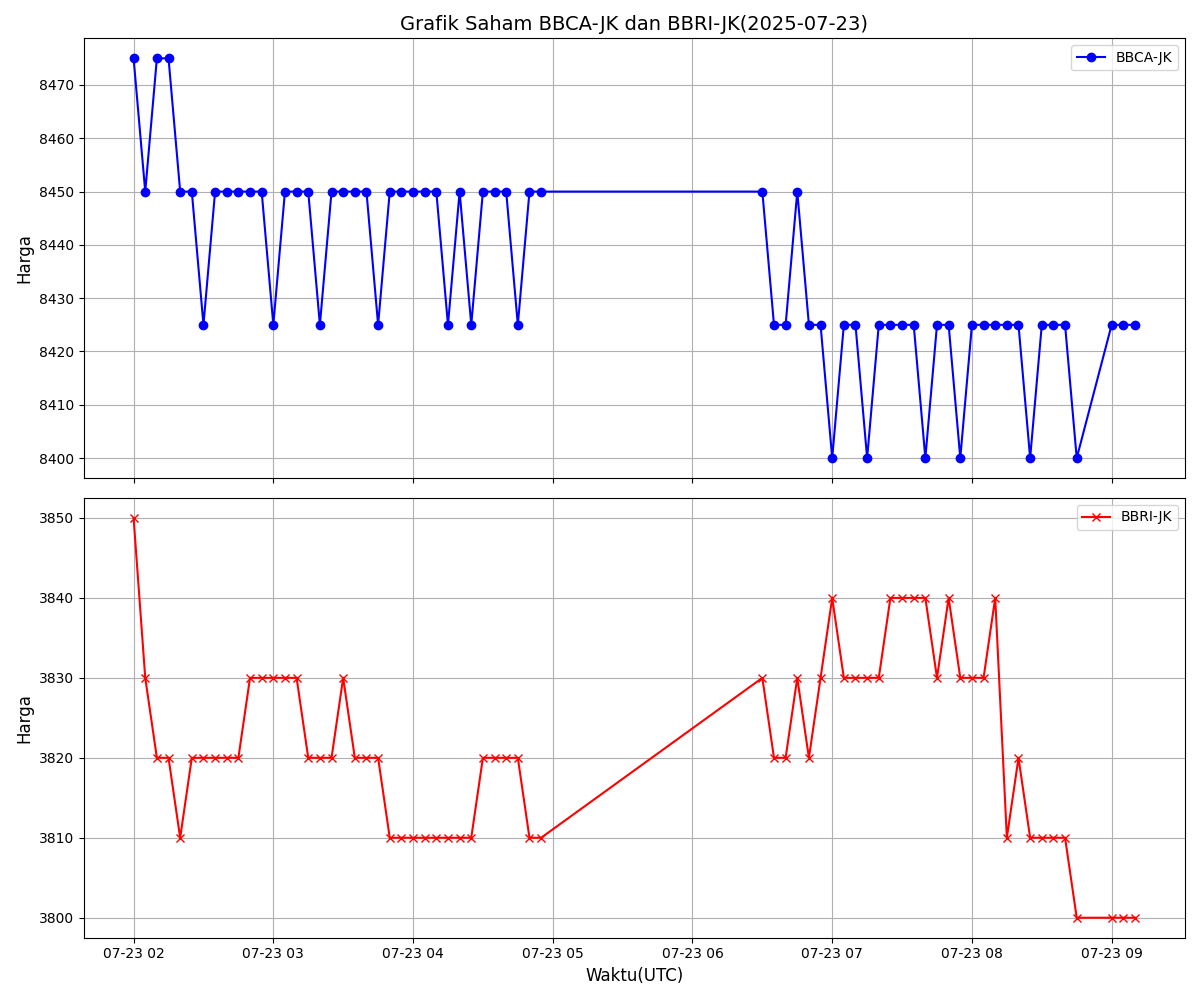 Grafik Saham BBCA-JK dan BBRI-JK(2025-07-23)
BBCA-JK
Harga
8470
8460
8450
8440
8430
8420
8410
8400
BBRI-JK
Harga
3850
3840
3830
3820
3810
3800
07-23 02 07-23 03 07-23 04 07-23 05 07-23 06 07-23 07 07-23 08 07-23 09
Waktu(UTC)